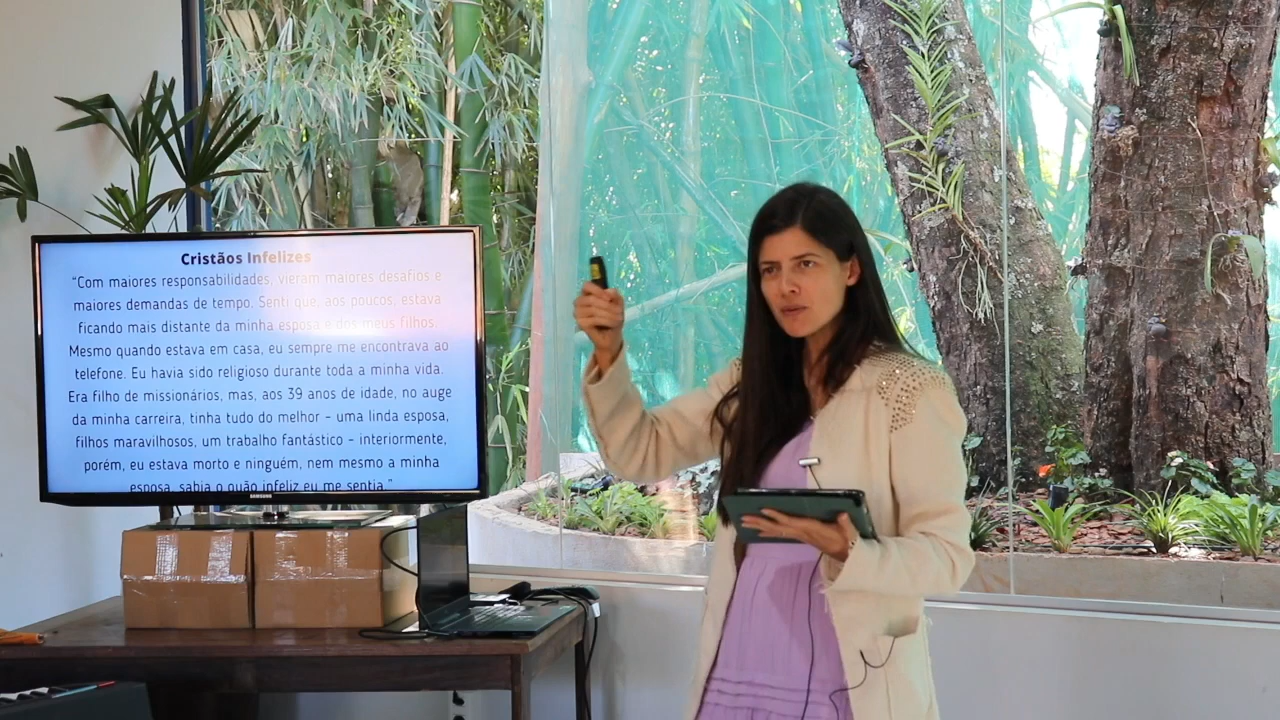 Cristãos Infelizes
“Com maiores responsabilidades, vieram maiores desafios e
maiores demandas de tempo. Senti que, aos poucos, estava
ficando mais distante da minha esposa e dos meus filhos.
Mesmo quando estava em casa, eu sempre me encontrava ao
telefone. Eu havia sido religioso durante toda a minha vida.
Era filho de missionários, mas, aos 39 anos de idade, no auge
da minha carreira, tinha tudo do melhor – uma linda esposa,
filhos maravilhosos, um trabalho fantástico – interiormente,
porém, eu estava morto e ninguém, nem mesmo a minha
esposa, sabia o quão infeliz eu me sentia.”
SAMSUNG